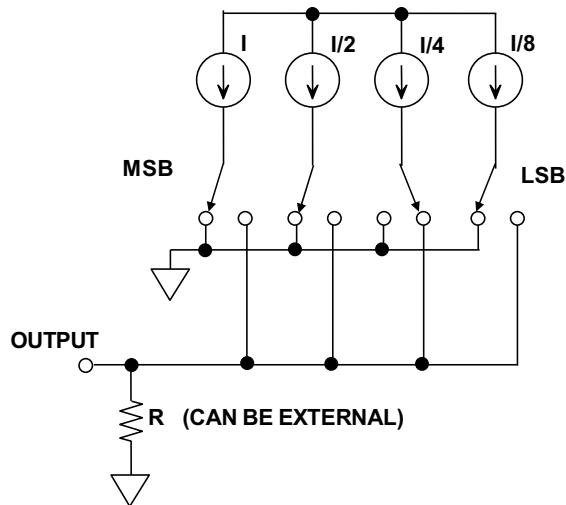 I
I/2
I/4
I/8
MSB
LSB
OUTPUT
R (CAN BE EXTERNAL)